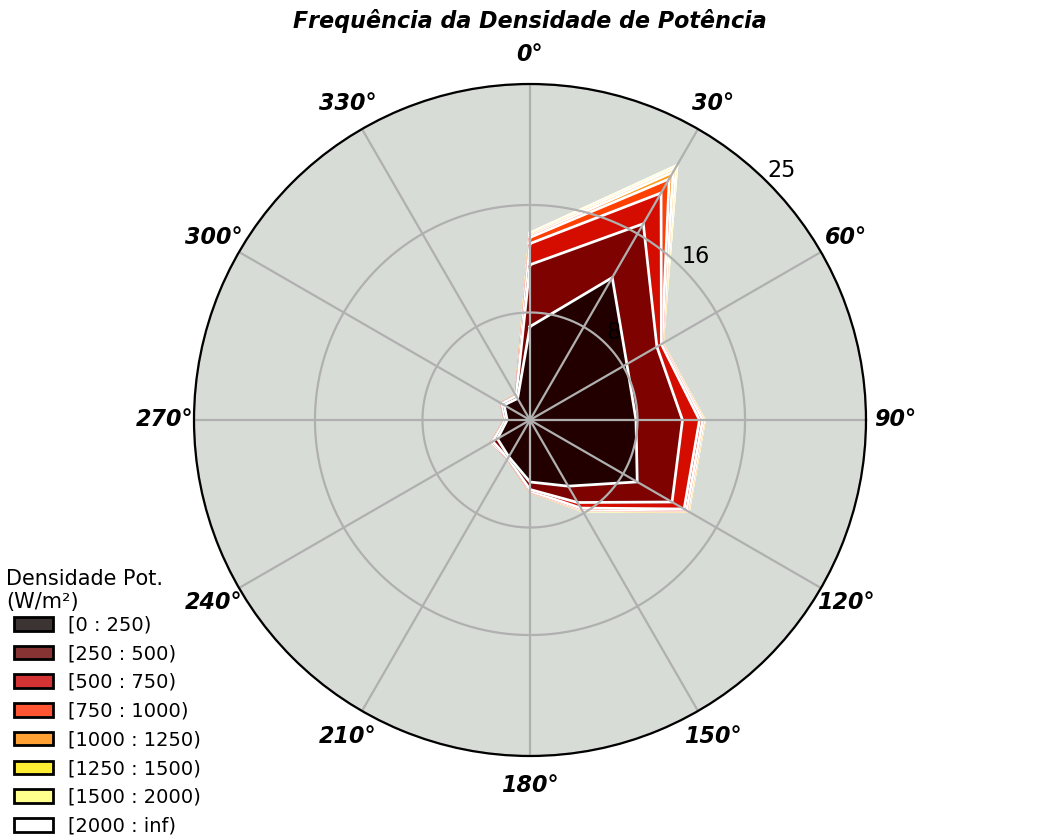 Frequência da Densidade de Potência
0°
330°
30°
25
300°
60°
16
8
270°
90°
240°
120°
210°
150°
180°
Densidade Pot.
(W/m²)
[0 : 250)
[250 : 500)
[500 : 750)
[750 : 1000)
[1000 : 1250)
[1250 : 1500)
[1500 : 2000)
[2000 : inf)